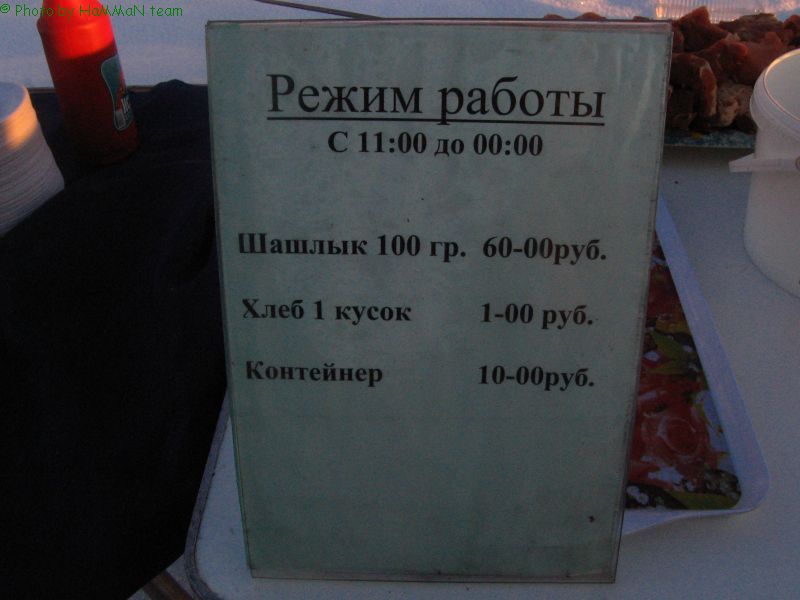 © Photo by HaMMaN team
Режим работы
С 11:00 до 00:00
Шашлык 100 гр. 60-00руб.
Хлеб 1 кусок 1-00 руб.
Контейнер 10-00руб.